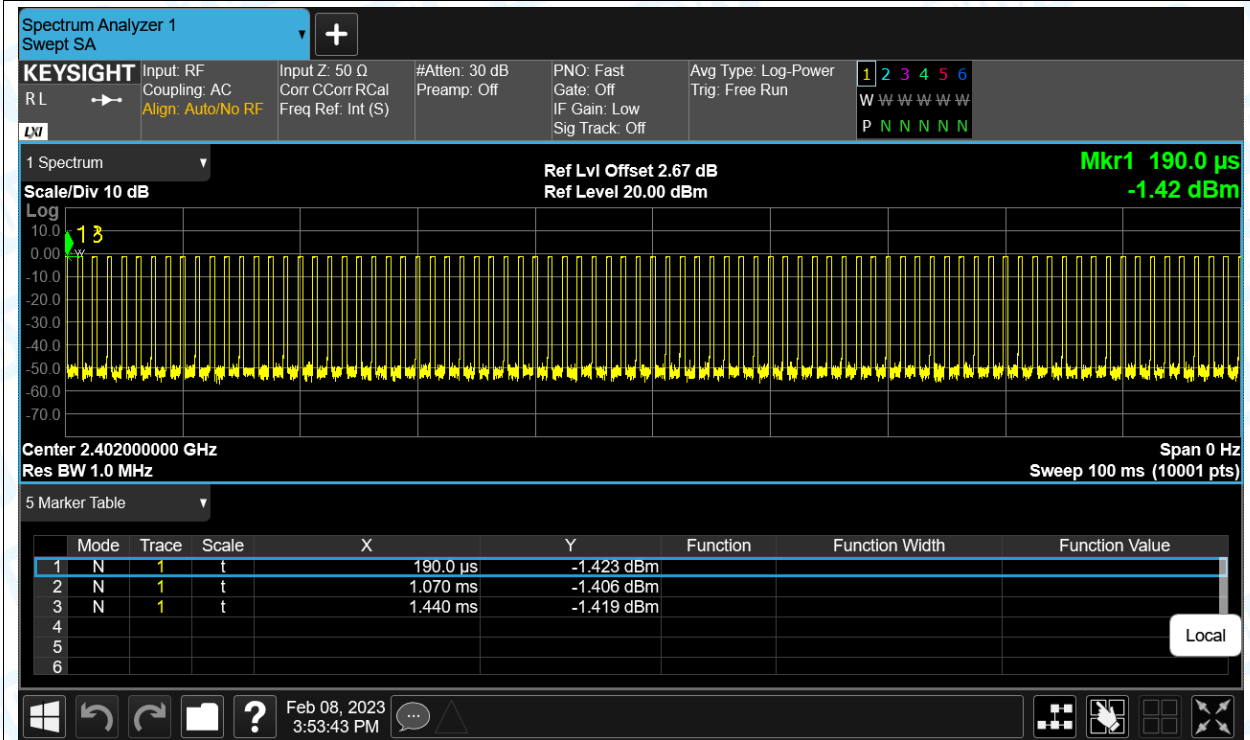 Spectrum Analyzer 1
Swept SA
+
KEYSIGHT
R L
LXI
Input: RF
Coupling: AC
Align: Auto/No RF
Input Z: 50 Ω
Corr CCorr RCal
Freq Ref: Int (S)
#Atten: 30 dB
Preamp: Off
PNO: Fast
Gate: Off
IF Gain: Low
Sig Track: Off
Avg Type: Log-Power
Trig: Free Run
1 2 3 4 5 6
W W W W W W
P N N N N N
1 Spectrum
Scale/Div 10 dB
Ref Lvl Offset 2.67 dB
Ref Level 20.00 dBm
Mkr1 190.0 µs
-1.42 dBm
Log
10.0
0.00
-10.0
-20.0
-30.0
-40.0
-50.0
-60.0
-70.0
1 3
Center 2.402000000 GHz
Res BW 1.0 MHz
Span 0 Hz
Sweep 100 ms (10001 pts)
5 Marker Table
Mode Trace Scale X Y Function Function Width Function Value
1 N 1 t 190.0 µs -1.423 dBm
2 N 1 t 1.070 ms -1.406 dBm
3 N 1 t 1.440 ms -1.419 dBm
4
5
6
Local
?
Feb 08, 2023
3:53:43 PM